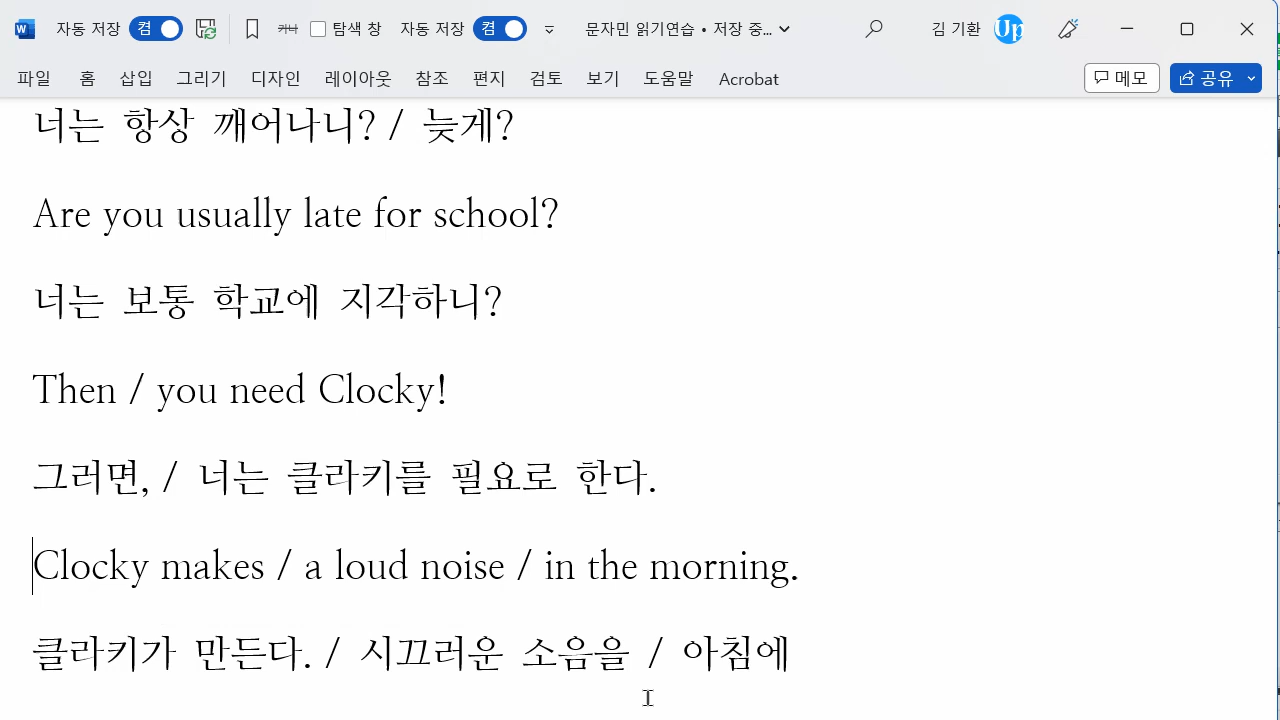 자동 저장 켬 가나 탐색 창 자동 저장 켬 문자민 읽기연습 • 저장 중... 김 기환 Up
파일 홈 삽입 그리기 디자인 레이아웃 참조 편지 검토 보기 도움말 Acrobat 메모 공유
너는 항상 깨어나니? / 늦게?
Are you usually late for school?
너는 보통 학교에 지각하니?
Then / you need Clocky!
그러면, / 너는 클라키를 필요로 한다.
Clocky makes / a loud noise / in the morning.
클라키가 만든다. / 시끄러운 소음을 / 아침에